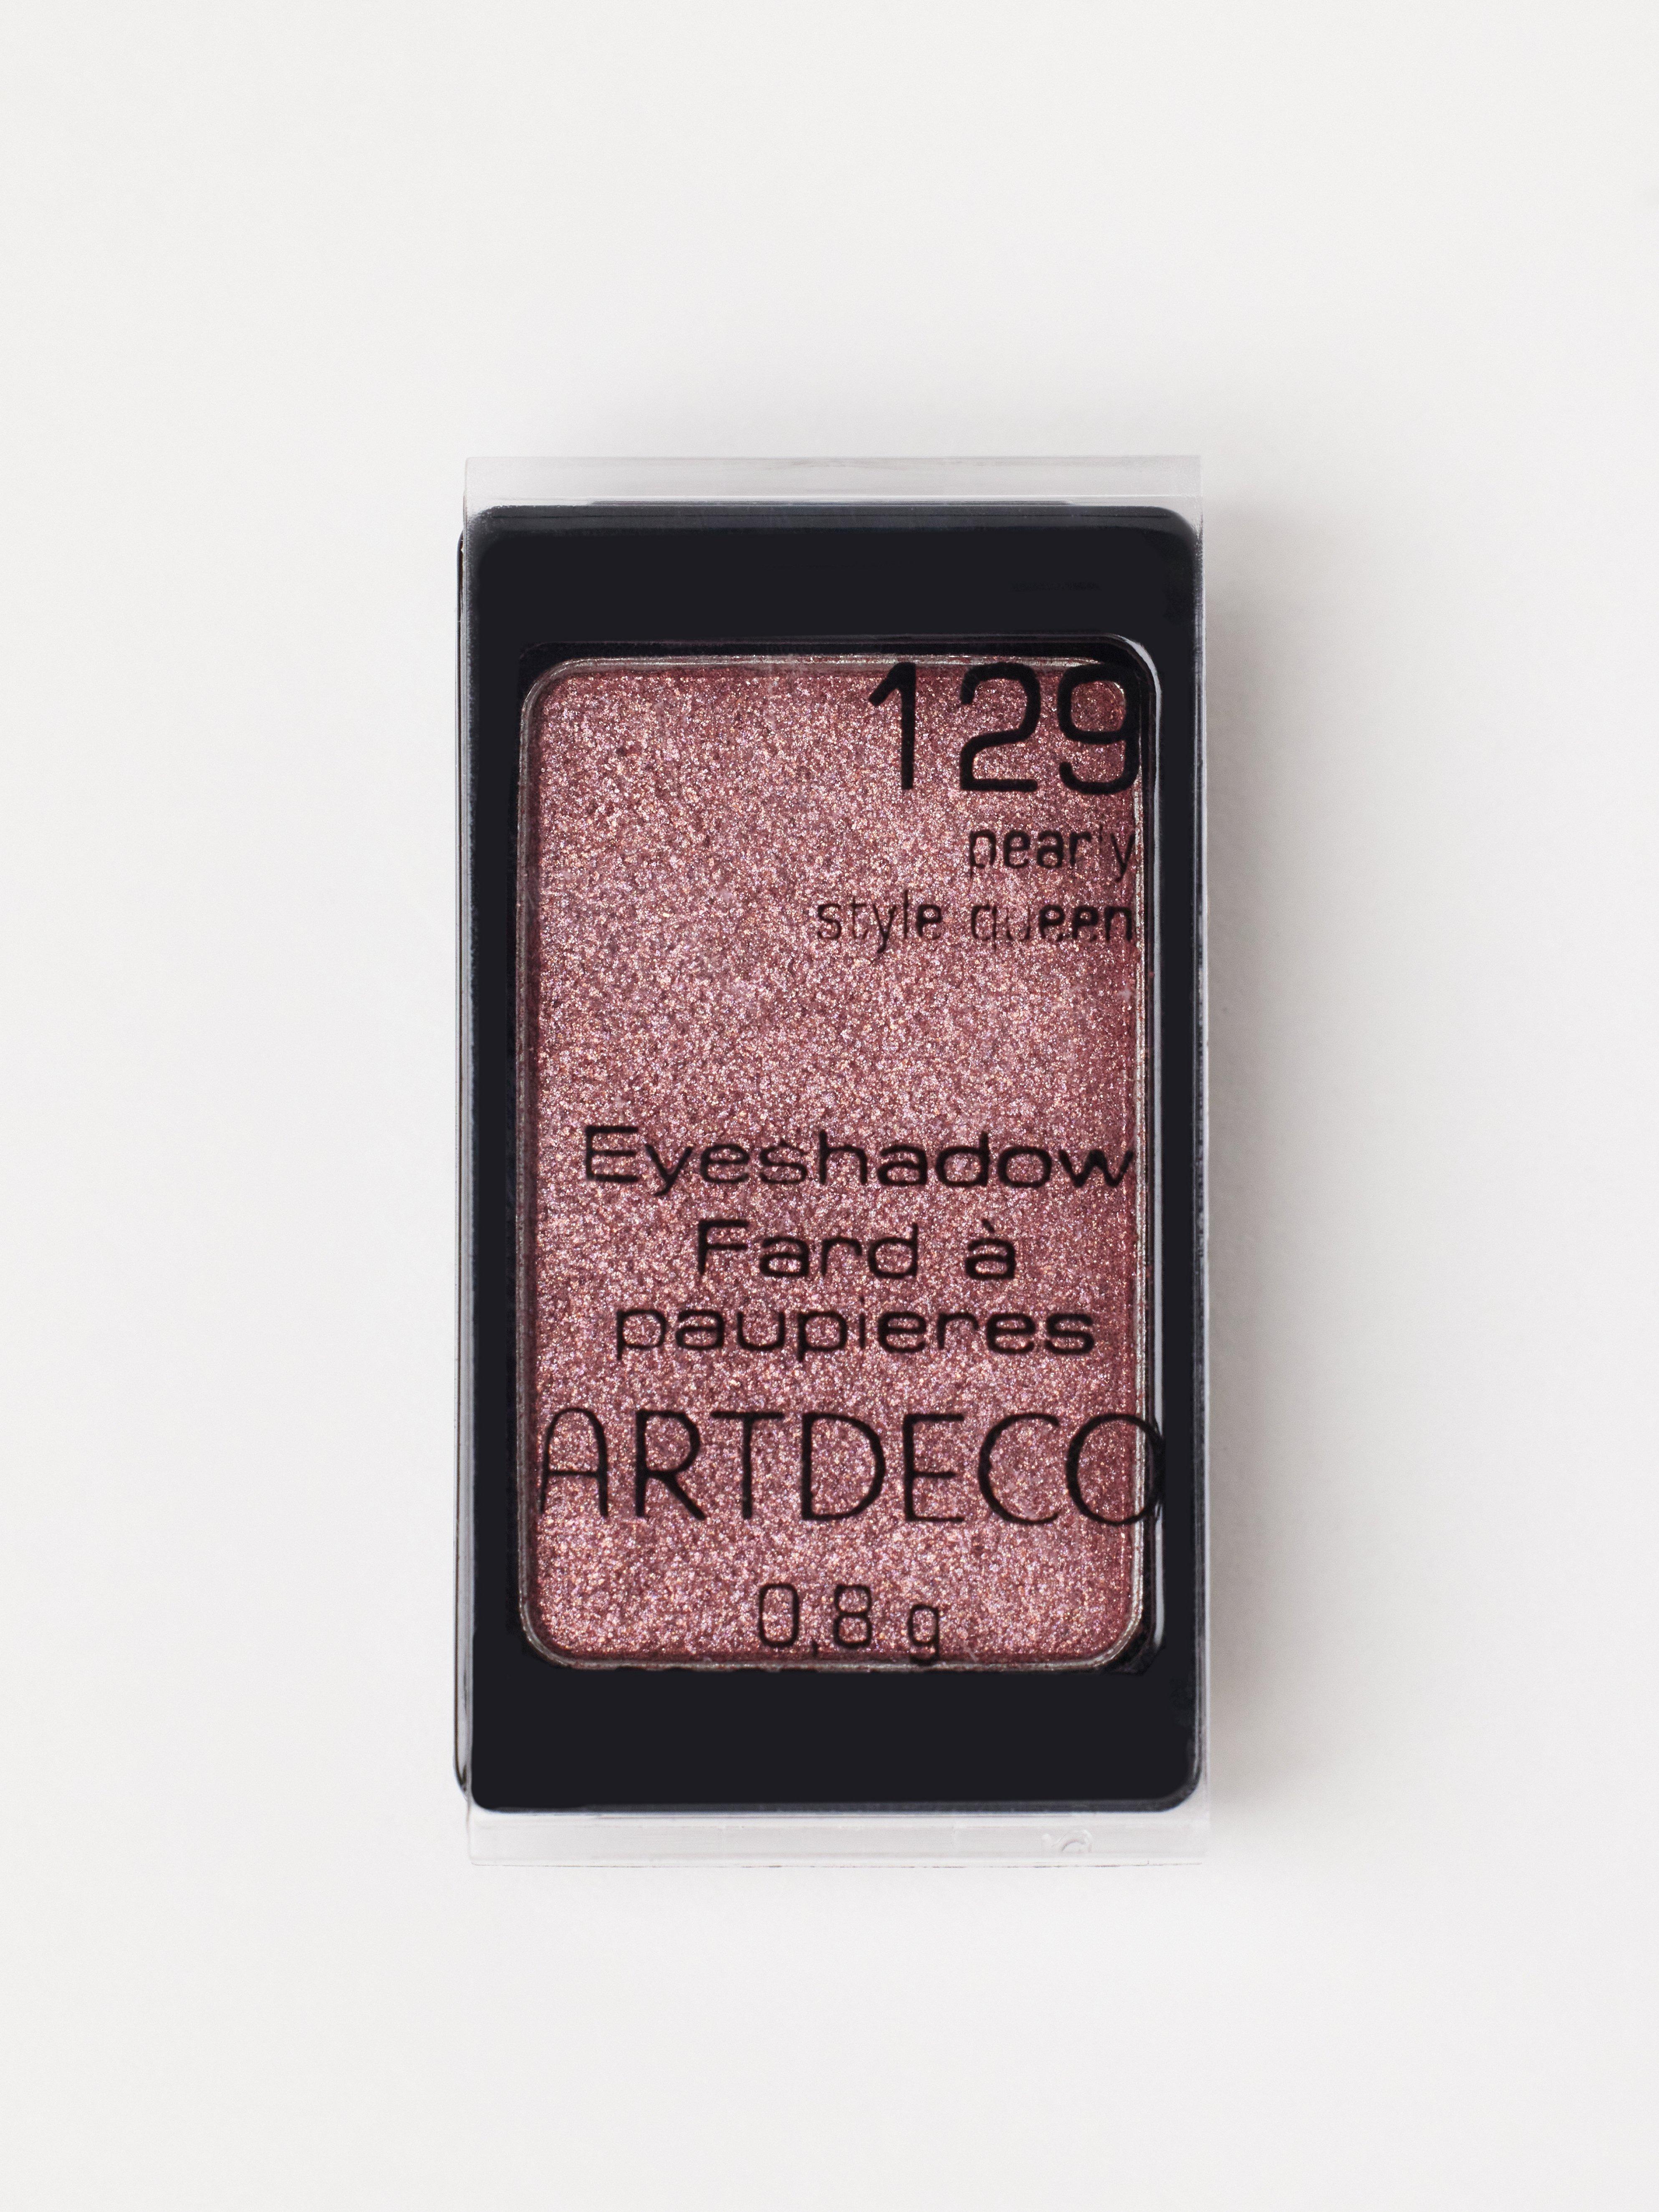 129
pearly
style queen
Eyeshadow
Fard à
paupieres
ARTDECO
0,8 g